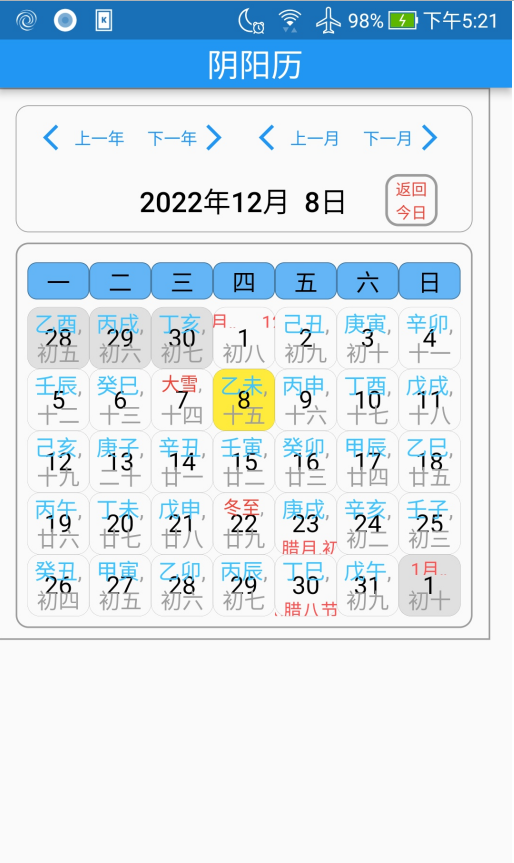 98% 下午5:21
阴阳历
上一年 下一年 上一月 下一月
2022年12月 8日
返回
今日
一 二 三 四 五 六 日
乙酉, 丙戌, 丁亥, 月.. 1 己丑, 庚寅, 辛卯,
28 29 30 1 2 3 4
初五 初六 初七 初八 初九 初十 十一
壬辰, 癸巳, 大雪, 乙未, 丙申, 丁酉, 戊戌,
5 6 7 8 9 10 11
十二 十三 十四 十五 十六 十七 十八
己亥, 庚子, 辛丑, 壬寅, 癸卯, 甲辰, 乙巳,
12 13 14 15 16 17 18
十九 二十 廿一 廿二 廿三 廿四 廿五
丙午, 丁未, 戊申, 冬至, 庚戌, 辛亥, 壬子,
19 20 21 22 23 24 25
廿六 廿七 廿八 廿九 腊月,初 初二 初三
癸丑, 甲寅, 乙卯, 丙辰, 丁巳, 戊午, 1月..
26 27 28 29 30 31 1
初四 初五 初六 初七 腊八节 初九 初十